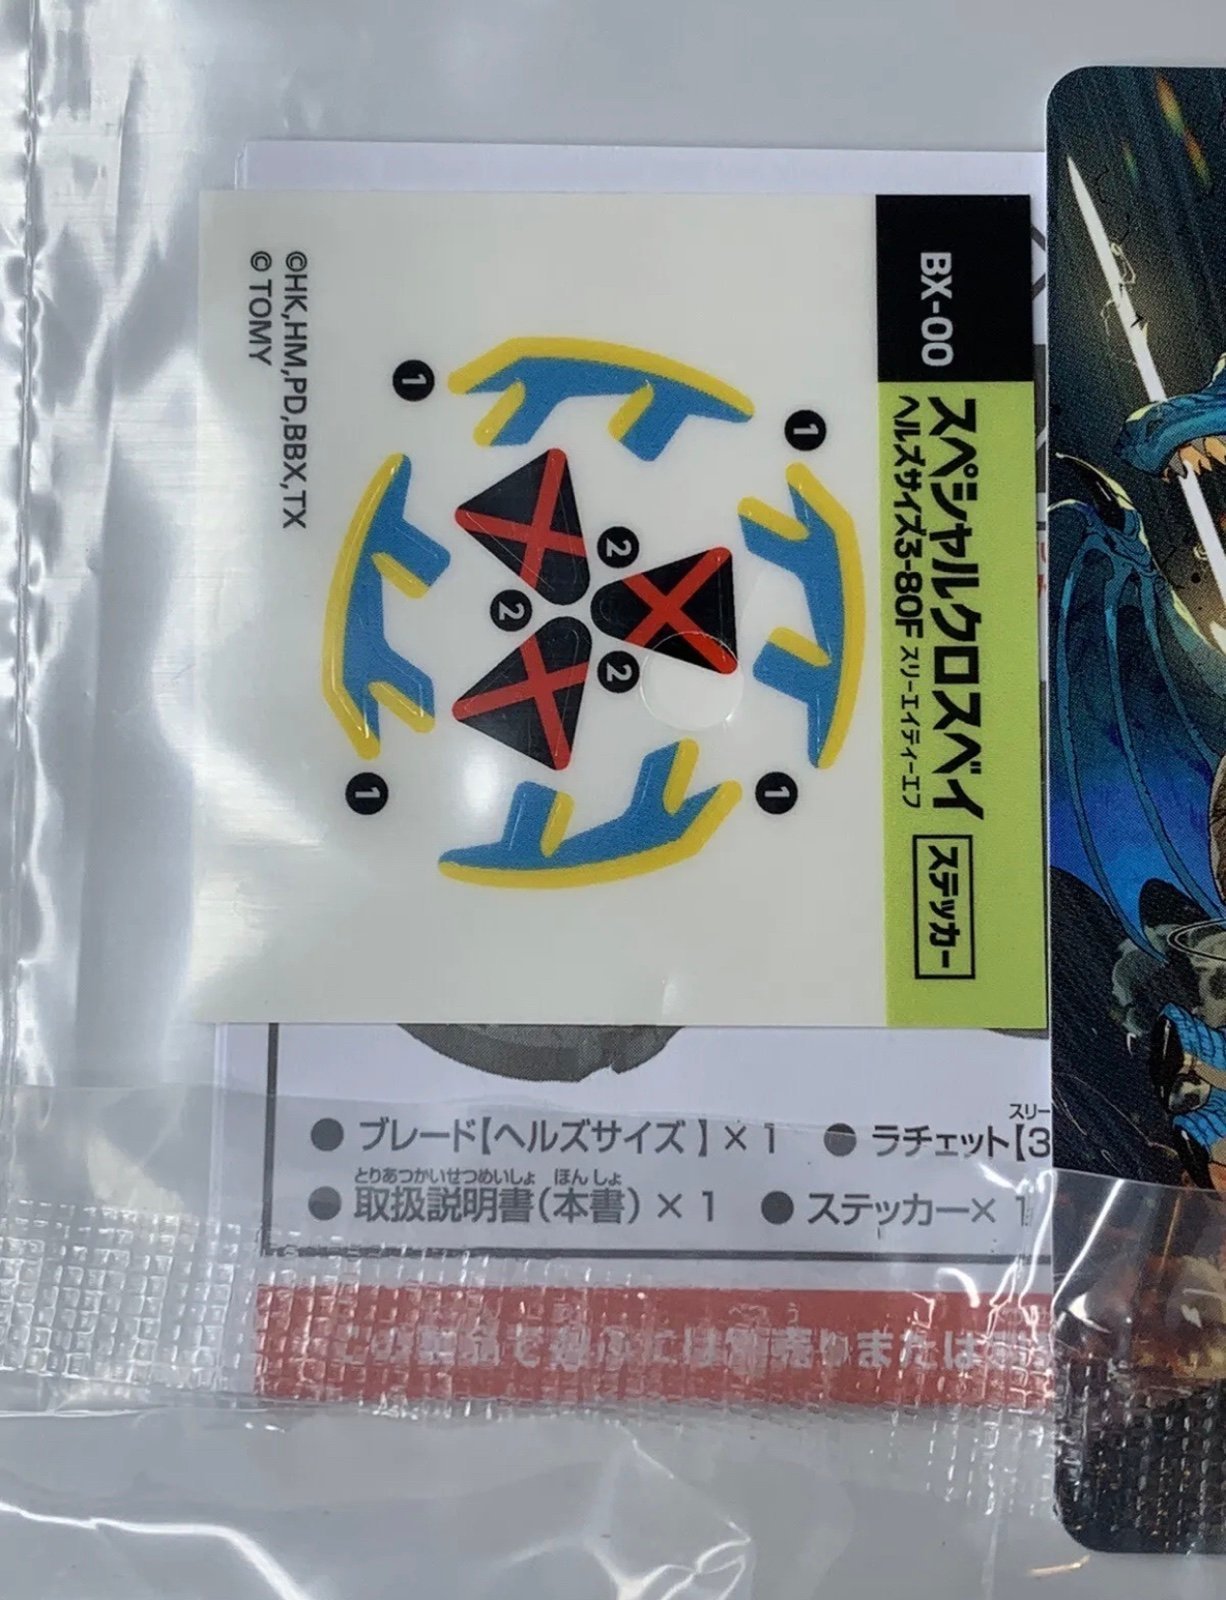 BX-00
スペシャルクロスベイ
ヘルズサイズ3-80F スリーエイティーエフ
ステッカー
1
1
2
2
2
1
1
©HK,HM,PD,BBX,TX
© TOMY
スリー
● ブレード【ヘルズサイズ】× 1 ● ラチェット【3
とりあつかいせつめいしょ ほんしょ
● 取扱説明書(本書)× 1 ● ステッカー× 1